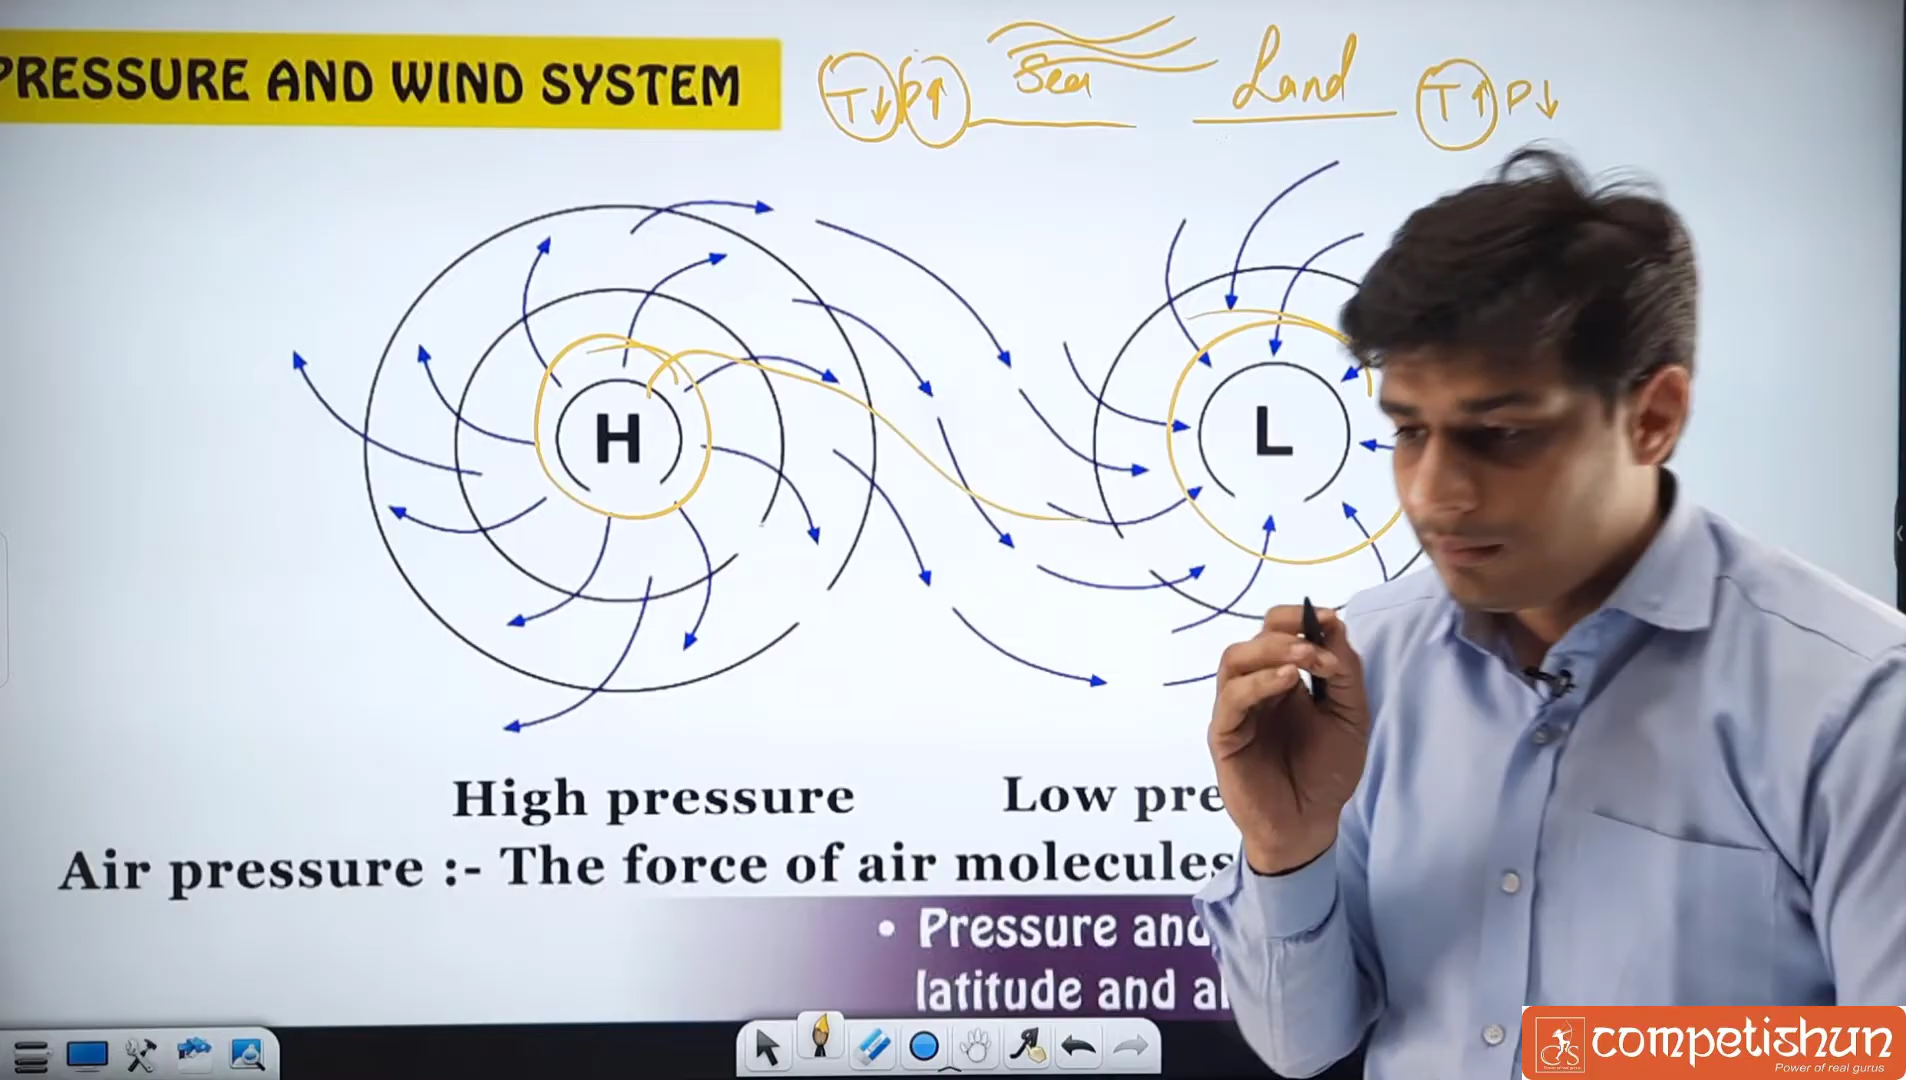 PRESSURE AND WIND SYSTEM
T↓ P↑ Sea Land T↑ P↓
H L
High pressure Low pre
Air pressure :- The force of air molecules
• Pressure and
latitude and al
competishun
Power of real gurus